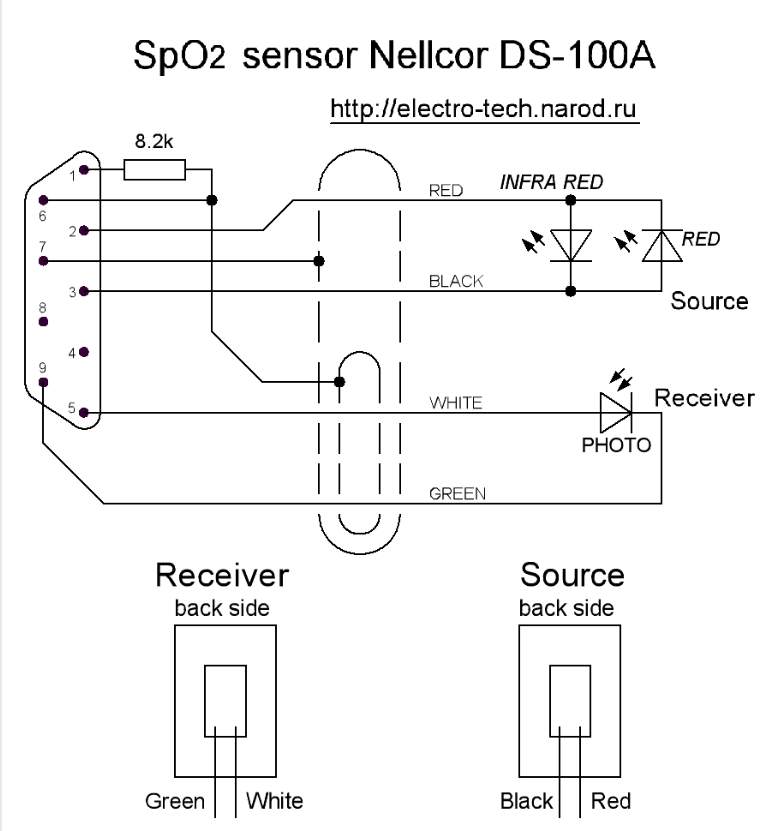 SpO2 sensor Nellcor DS-100A
http://electro-tech.narod.ru
8.2k
1
6
2
7
3
8
4
9
5
RED
INFRA RED
RED
BLACK
Source
WHITE
Receiver
PHOTO
GREEN
Receiver
back side
Green White
Source
back side
Black Red